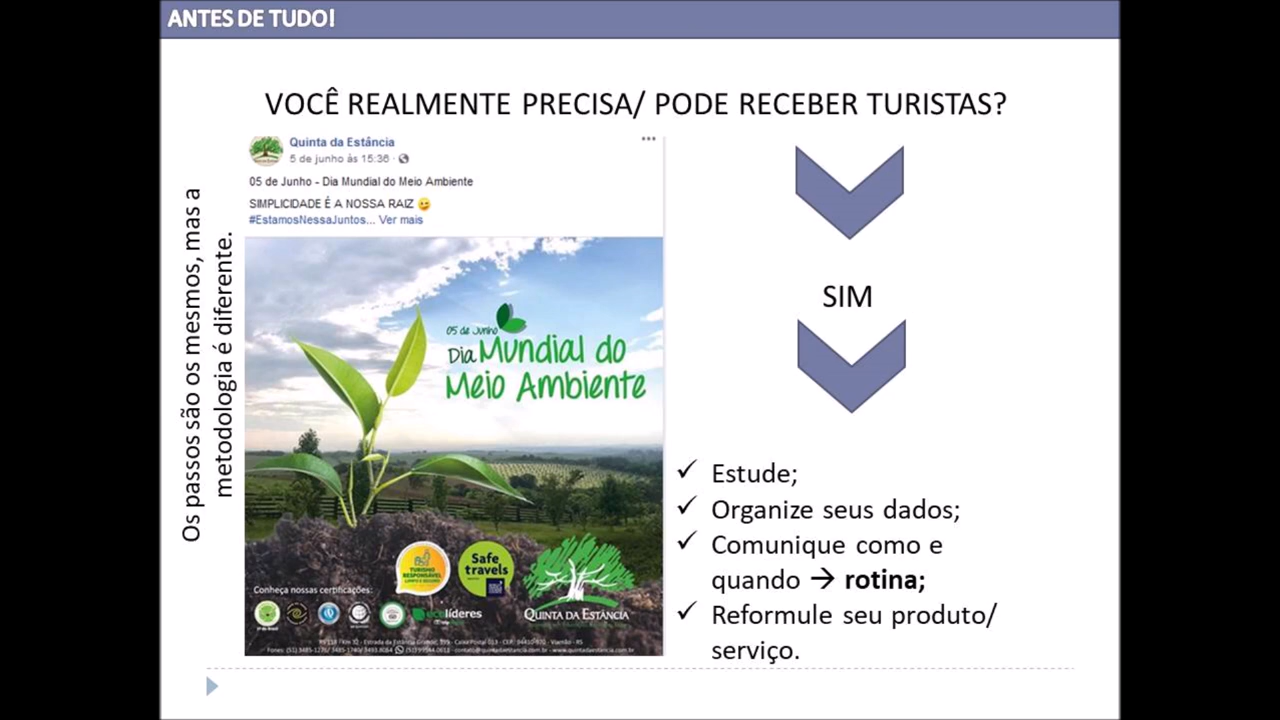 ANTES DE TUDO!
VOCÊ REALMENTE PRECISA/ PODE RECEBER TURISTAS?
Os passos são os mesmos, mas a
metodologia é diferente.
Quinta da Estância
5 de junho às 15:36
05 de Junho - Dia Mundial do Meio Ambiente
SIMPLICIDADE É A NOSSA RAIZ
#EstamosNessaJuntos... Ver mais
05 de Junho
Dia Mundial do
Meio Ambiente
TURISMO
RESPONSÁVEL
Safe
travels
Conheça nossas certificações:
ecolíderes
QUINTA DA ESTÂNCIA
SIM
✓ Estude;
✓ Organize seus dados;
✓ Comunique como e
quando → rotina;
✓ Reformule seu produto/
serviço.